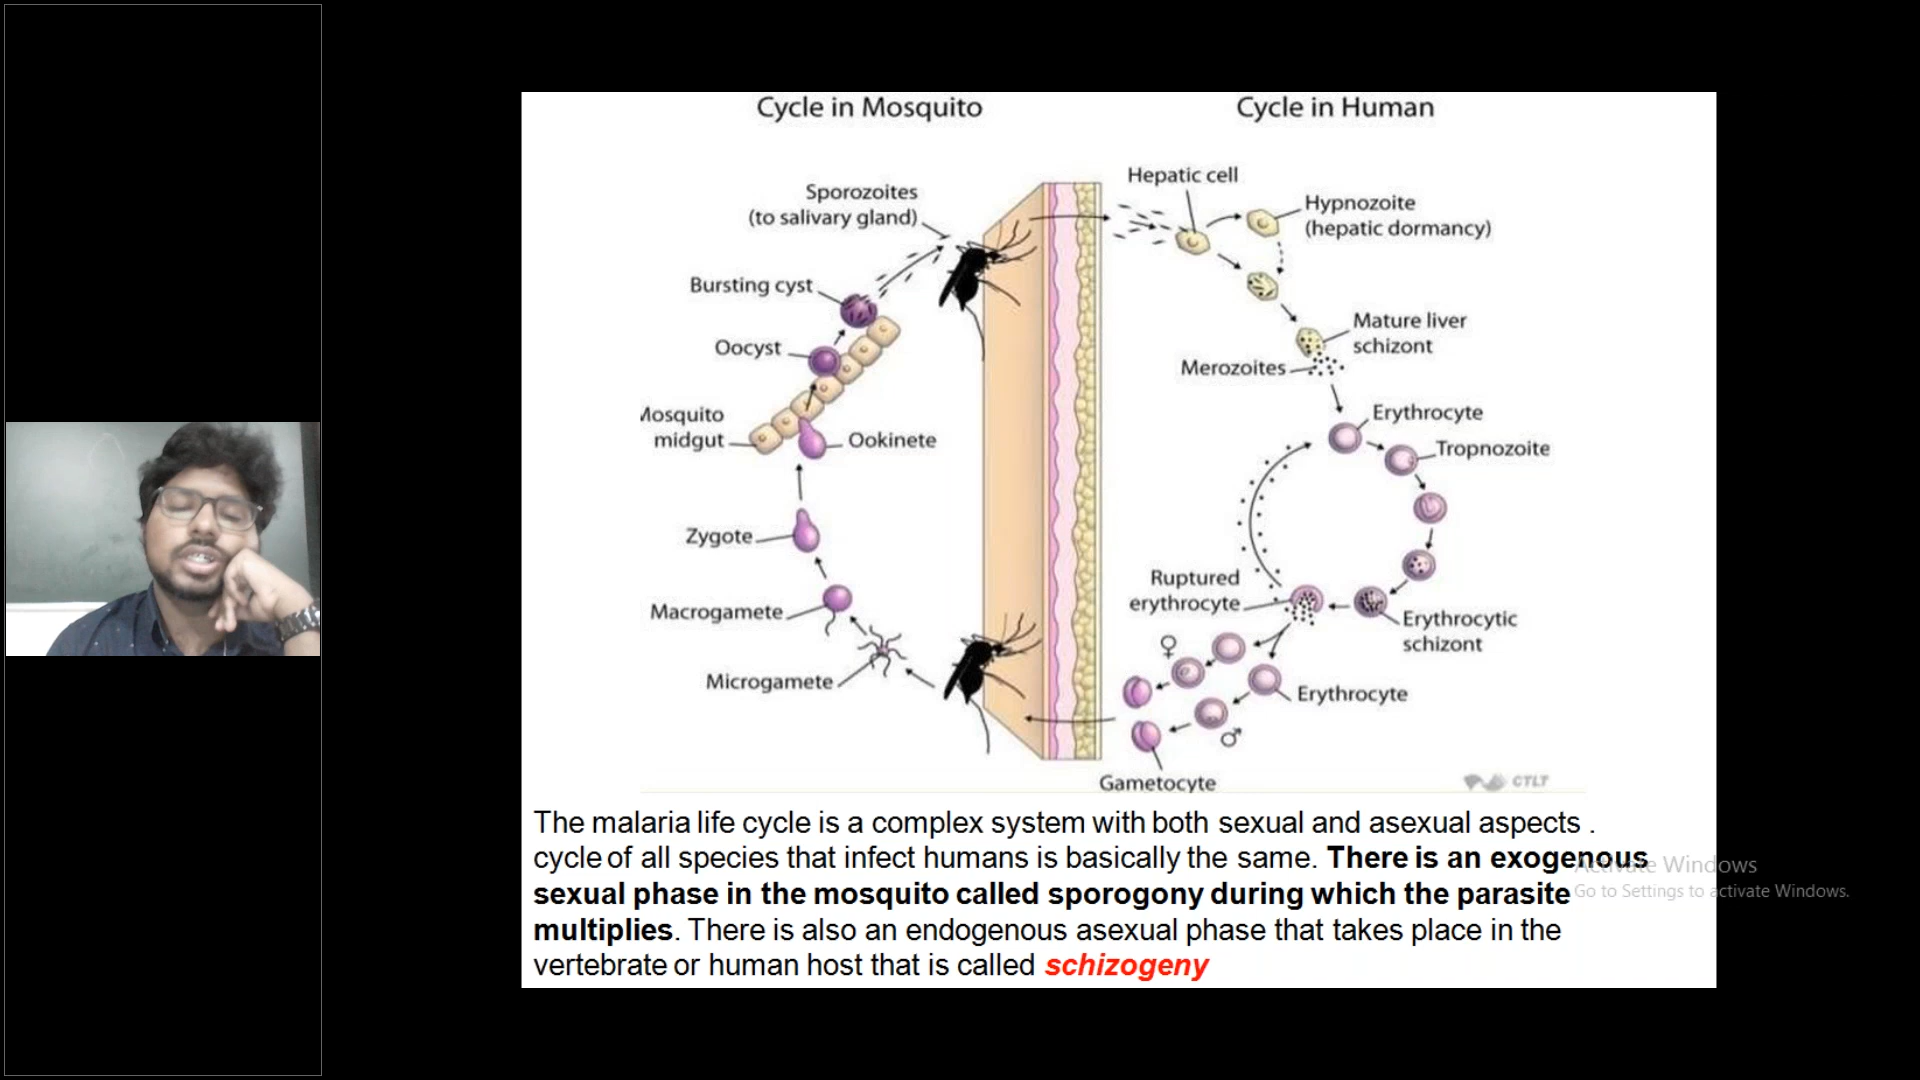 Cycle in Mosquito
Cycle in Human
Sporozoites
(to salivary gland)
Bursting cyst
Oocyst
Mosquito
midgut
Ookinete
Zygote
Macrogamete
Microgamete
Hepatic cell
Hypnozoite
(hepatic dormancy)
Mature liver
schizont
Merozoites
Erythrocyte
Tropnozoite
Ruptured
erythrocyte
Erythrocytic
schizont
Erythrocyte
Gametocyte
CTLT
The malaria life cycle is a complex system with both sexual and asexual aspects .
cycle of all species that infect humans is basically the same. There is an exogenous
sexual phase in the mosquito called sporogony during which the parasite
multiplies. There is also an endogenous asexual phase that takes place in the
vertebrate or human host that is called schizogeny
Activate Windows
Go to Settings to activate Windows.